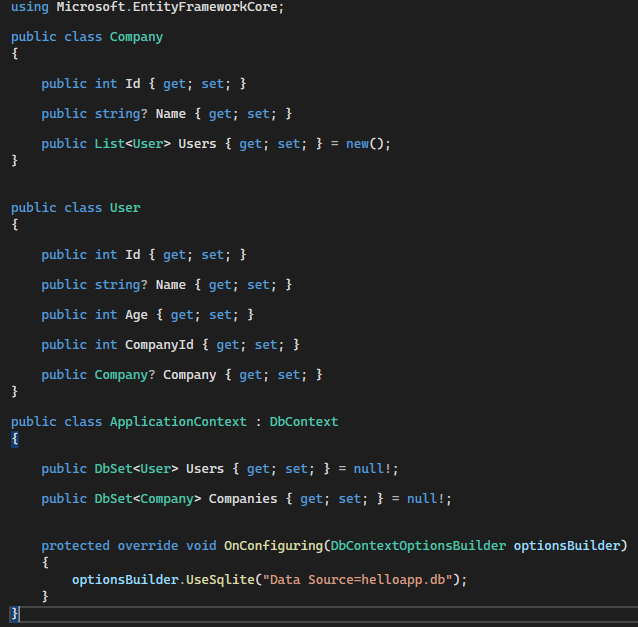 using Microsoft.EntityFrameworkCore;
public class Company
{
public int Id { get; set; }
public string? Name { get; set; }
public List<User> Users { get; set; } = new();
}
public class User
{
public int Id { get; set; }
public string? Name { get; set; }
public int Age { get; set; }
public int CompanyId { get; set; }
public Company? Company { get; set; }
}
public class ApplicationContext : DbContext
{
public DbSet<User> Users { get; set; } = null!;
public DbSet<Company> Companies { get; set; } = null!;
protected override void OnConfiguring(DbContextOptionsBuilder optionsBuilder)
{
optionsBuilder.UseSqlite("Data Source=helloapp.db");
}
}